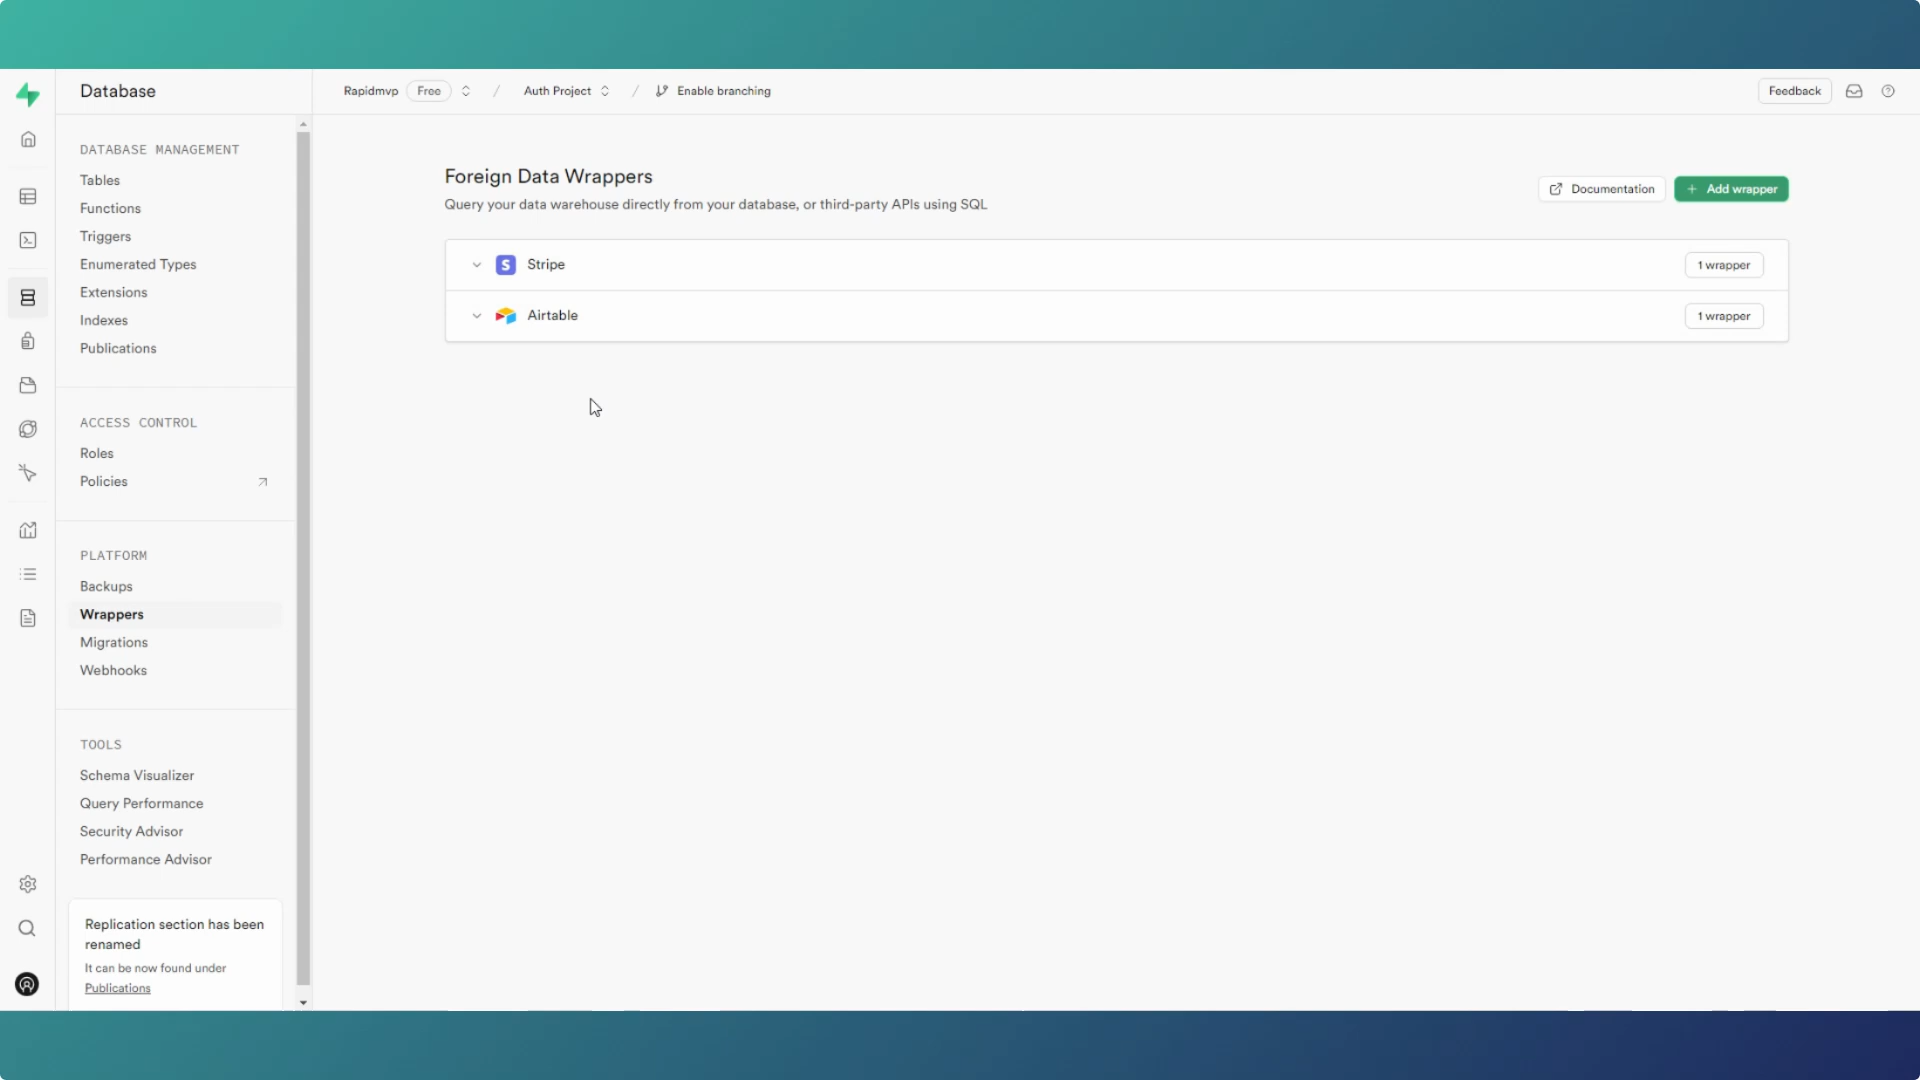 Database
Rapidmvp Free / Auth Project / Enable branching
Feedback
DATABASE MANAGEMENT
Tables
Functions
Triggers
Enumerated Types
Extensions
Indexes
Publications
ACCESS CONTROL
Roles
Policies
PLATFORM
Backups
Wrappers
Migrations
Webhooks
TOOLS
Schema Visualizer
Query Performance
Security Advisor
Performance Advisor
Replication section has been
renamed
It can be now found under
Publications
Foreign Data Wrappers
Query your data warehouse directly from your database, or third-party APIs using SQL
Documentation
+ Add wrapper
S Stripe
1 wrapper
Airtable
1 wrapper